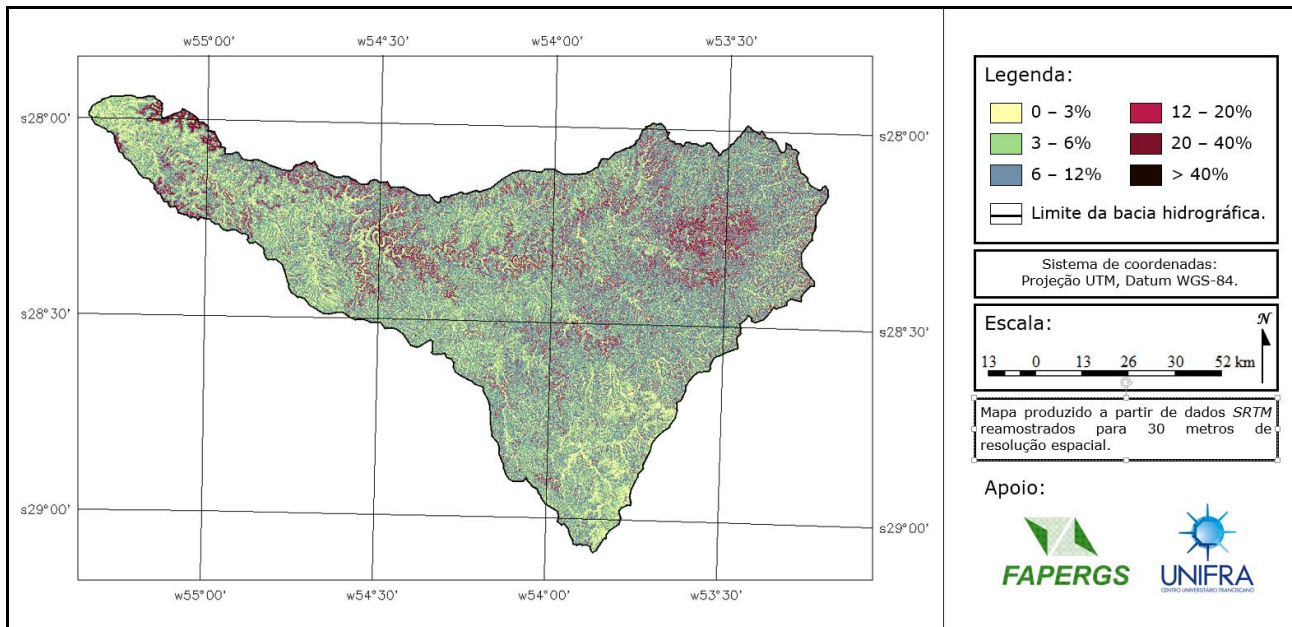 w55°00' w54°30' w54°00' w53°30'
s28°00' s28°00'
s28°30' s28°30'
s29°00' s29°00'
w55°00' w54°30' w54°00' w53°30'
Legenda:
0 – 3% 12 – 20%
3 – 6% 20 – 40%
6 – 12% > 40%
Limite da bacia hidrográfica.
Sistema de coordenadas:
Projeção UTM, Datum WGS-84.
Escala: N
13 0 13 26 30 52 km
Mapa produzido a partir de dados SRTM
reamostrados para 30 metros de
resolução espacial.
Apoio:
FAPERGS
UNIFRA
CENTRO UNIVERSITÁRIO FRANCISCANO